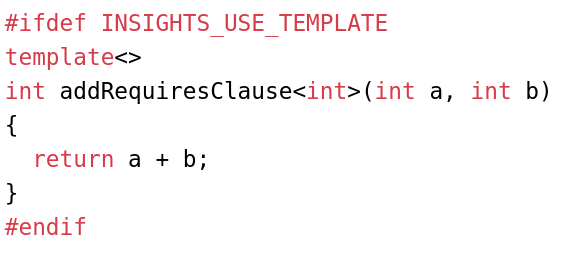 #ifdef INSIGHTS_USE_TEMPLATE
template<>
int addRequiresClause<int>(int a, int b)
{
  return a + b;
}
#endif